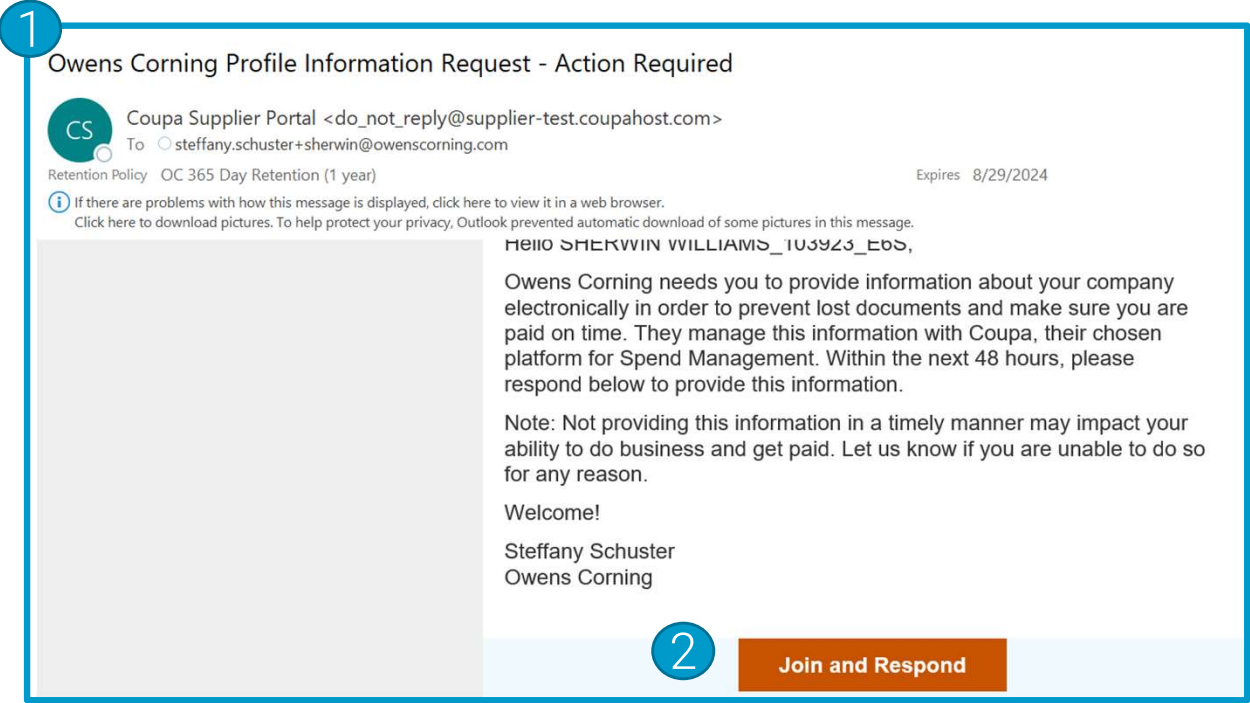 1
Owens Corning Profile Information Request - Action Required
CS
Coupa Supplier Portal <do_not_reply@supplier-test.coupahost.com>
To steffany.schuster+sherwin@owenscorning.com
Retention Policy OC 365 Day Retention (1 year) Expires 8/29/2024
If there are problems with how this message is displayed, click here to view it in a web browser.
Click here to download pictures. To help protect your privacy, Outlook prevented automatic download of some pictures in this message.
Hello SHERWIN WILLIAMS_103923_E6S,
Owens Corning needs you to provide information about your company
electronically in order to prevent lost documents and make sure you are
paid on time. They manage this information with Coupa, their chosen
platform for Spend Management. Within the next 48 hours, please
respond below to provide this information.
Note: Not providing this information in a timely manner may impact your
ability to do business and get paid. Let us know if you are unable to do so
for any reason.
Welcome!
Steffany Schuster
Owens Corning
2
Join and Respond